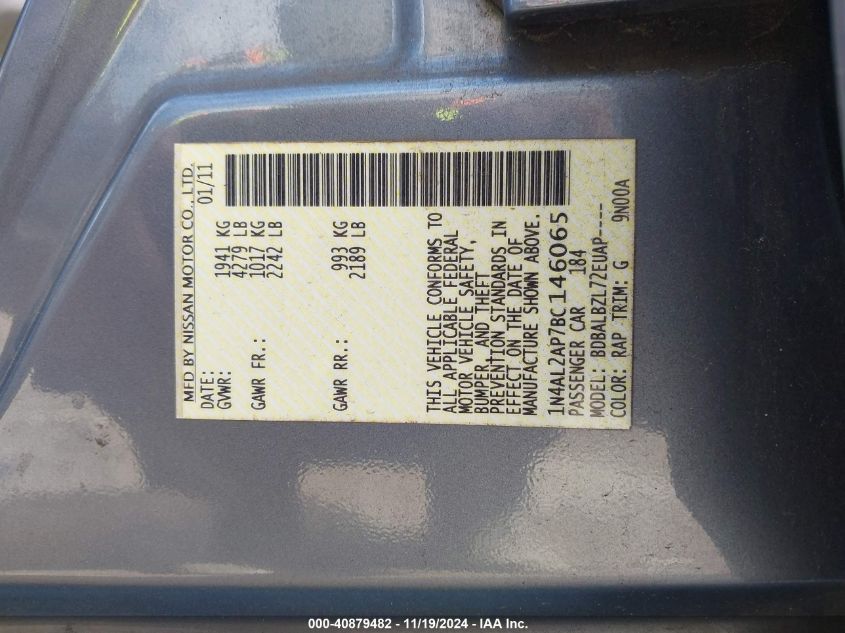 MFD BY NISSAN MOTOR CO., LTD.
DATE: 01/11
GVWR: 1941 KG
4279 LB
GAWR FR.: 1017 KG
2242 LB
GAWR RR.: 993 KG
2189 LB
THIS VEHICLE CONFORMS TO
ALL APPLICABLE FEDERAL
MOTOR VEHICLE SAFETY,
BUMPER, AND THEFT
PREVENTION STANDARDS IN
EFFECT ON THE DATE OF
MANUFACTURE SHOWN ABOVE.
1N4AL2AP7BC146065
PASSENGER CAR 184
MODEL: BDBALBZL72EUAP-----
COLOR: RAP TRIM: G 9N00A
000-40879482 - 11/19/2024 - IAA Inc.